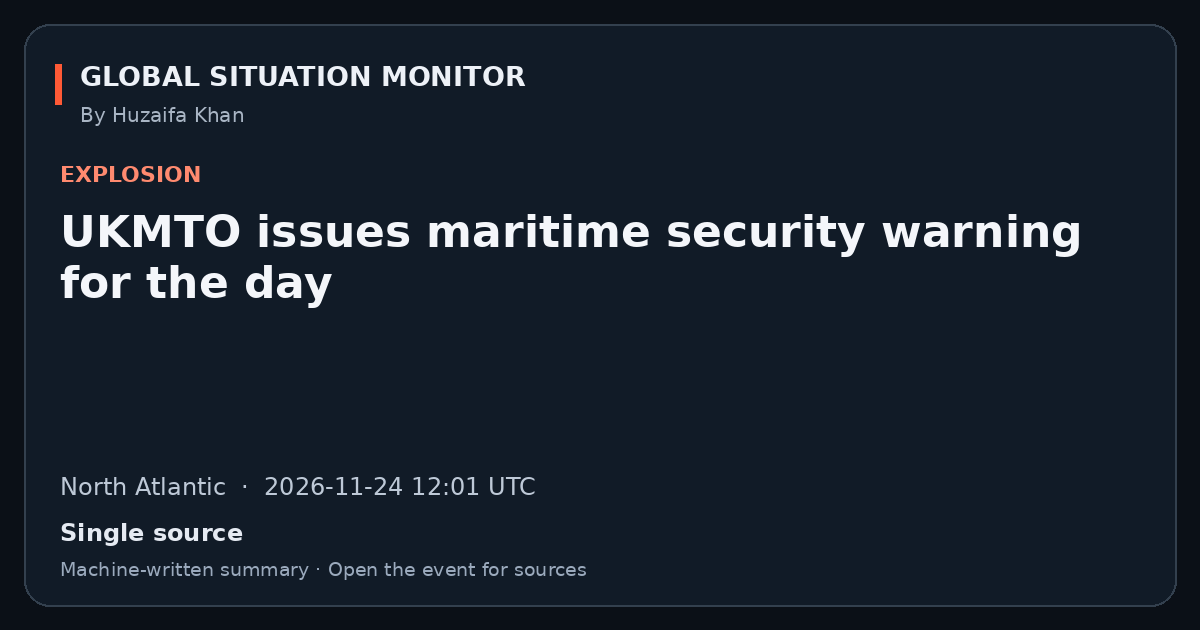 GLOBAL SITUATION MONITOR
By Huzaifa Khan
EXPLOSION
UKMTO issues maritime security warning
for the day
North Atlantic · 2026-11-24 12:01 UTC
Single source
Machine-written summary · Open the event for sources